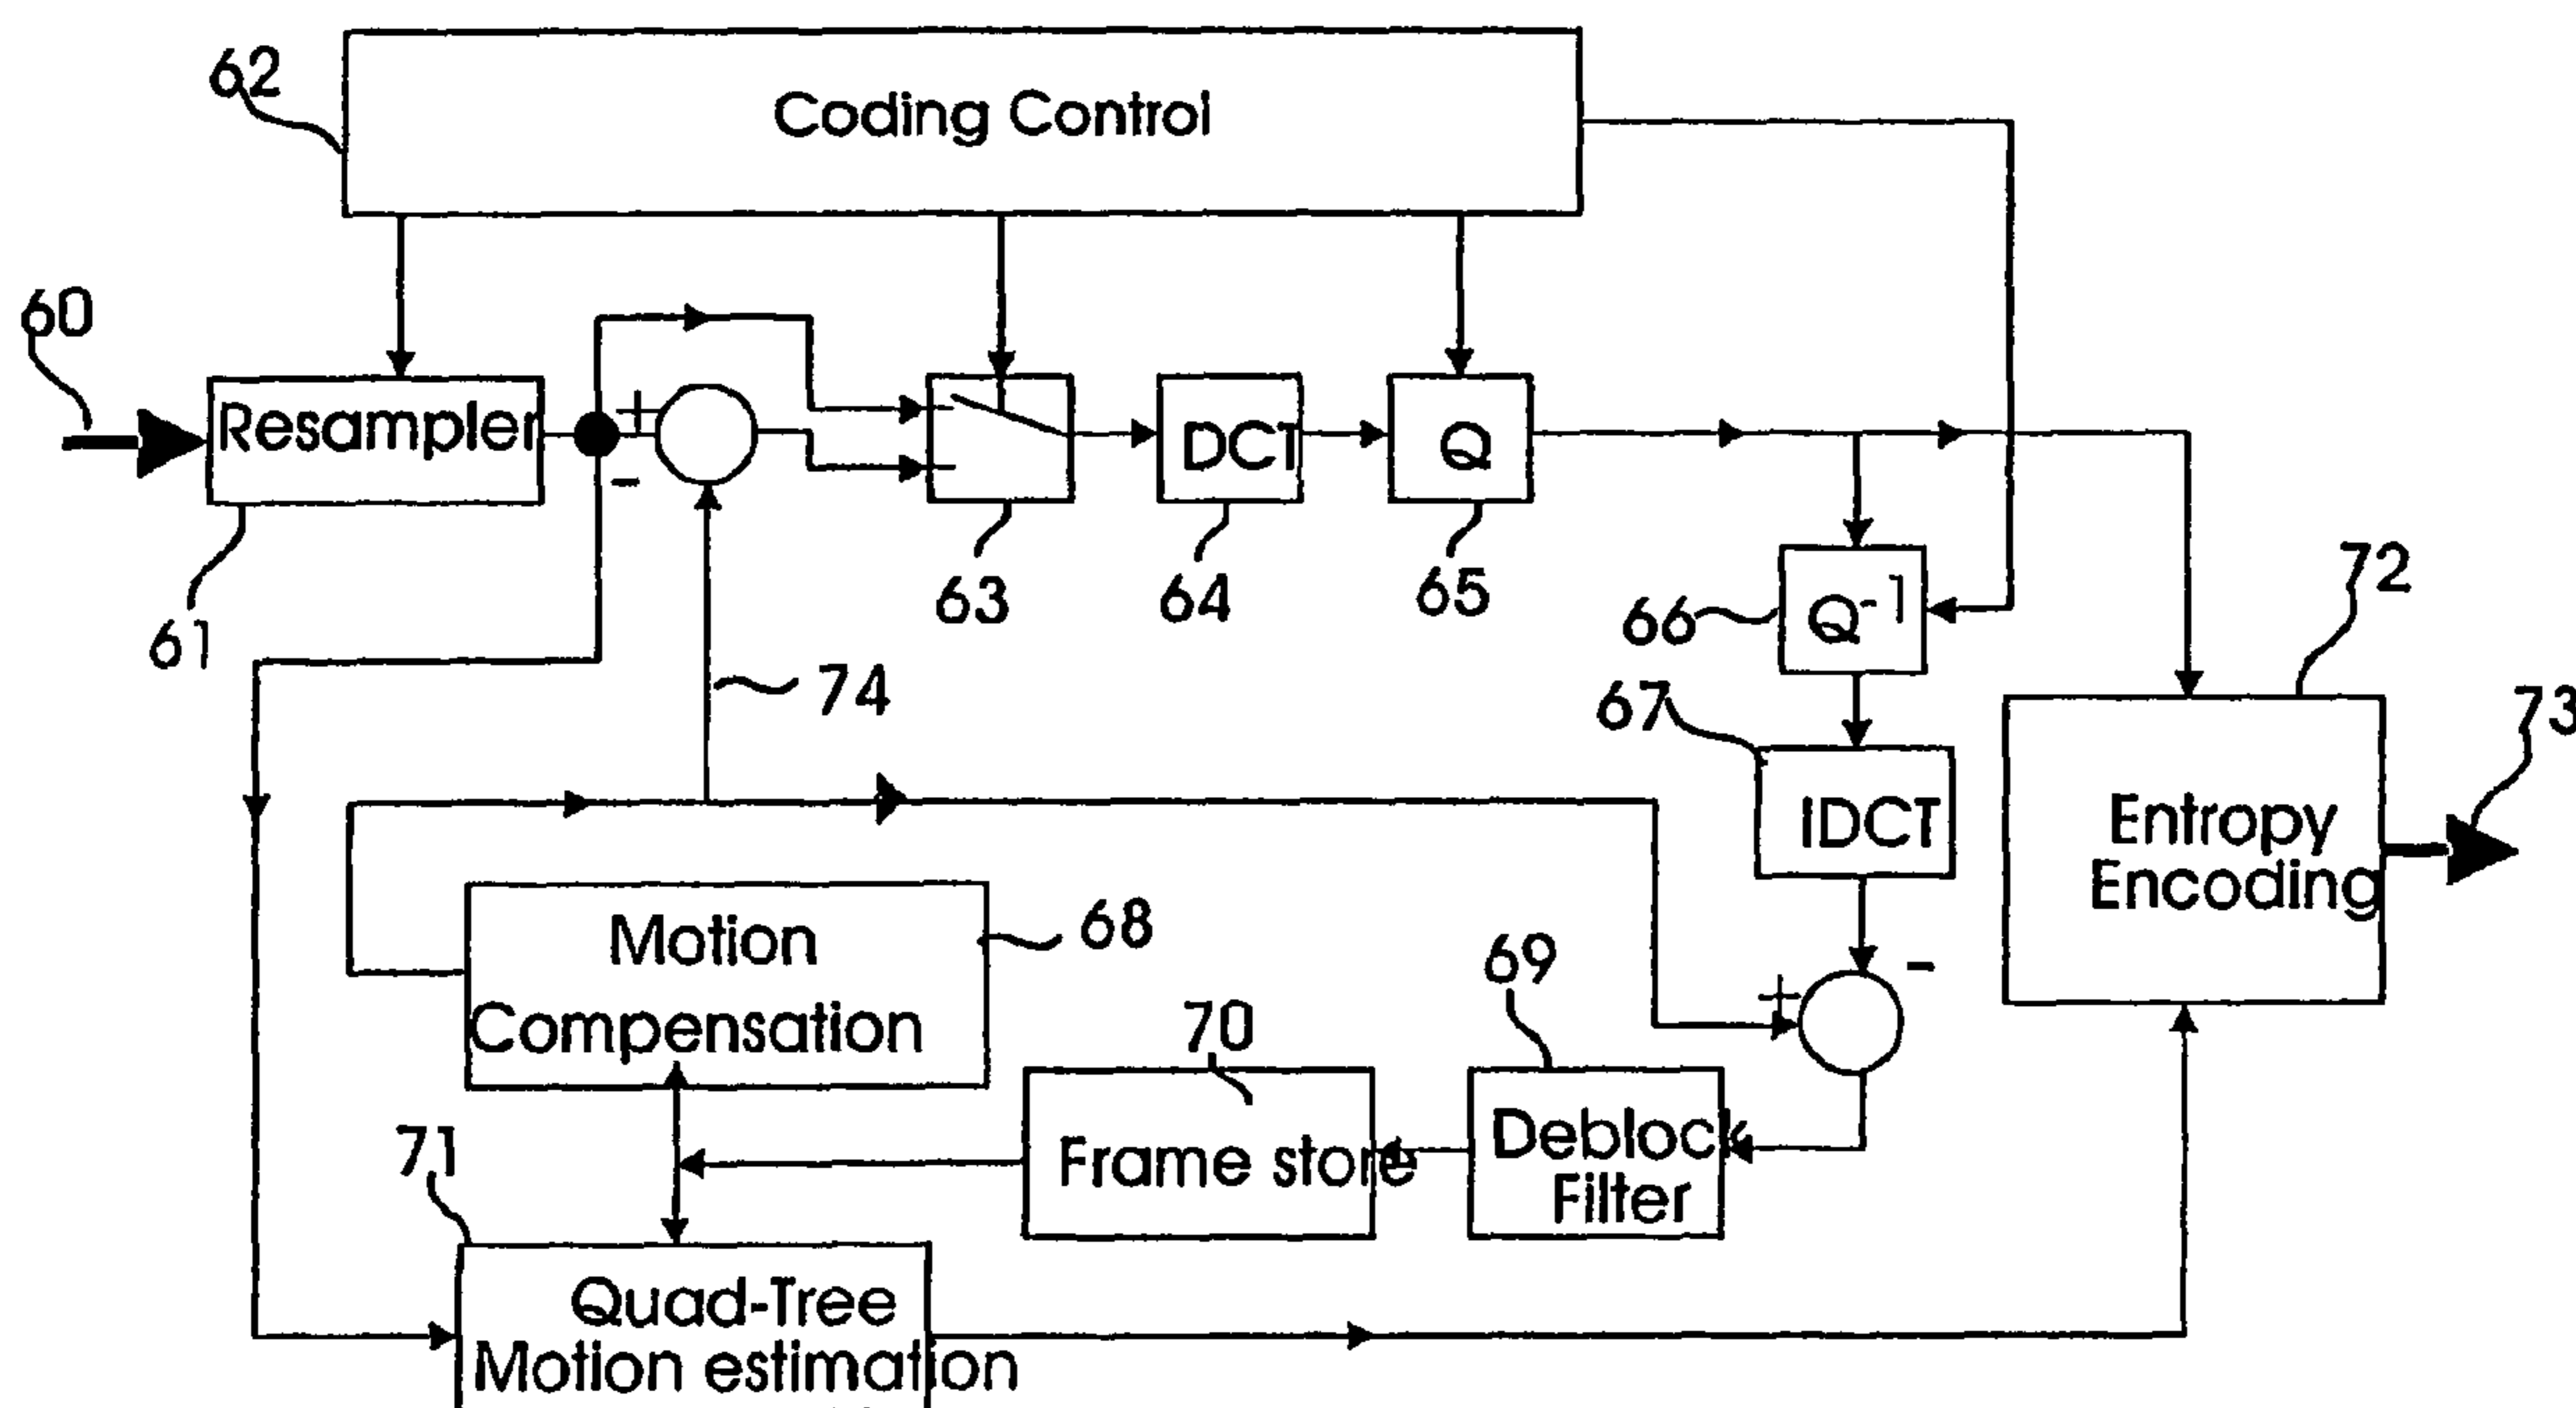 62
Coding Control
60
Resampler
+
-
DCT
Q
61
63
64
65
66
Q-1
72
74
67
73
IDCT
Entropy
Encoding
Motion
Compensation
68
69
+
-
70
Deblock
Filter
Frame store
71
Quad-Tree
Motion estimation